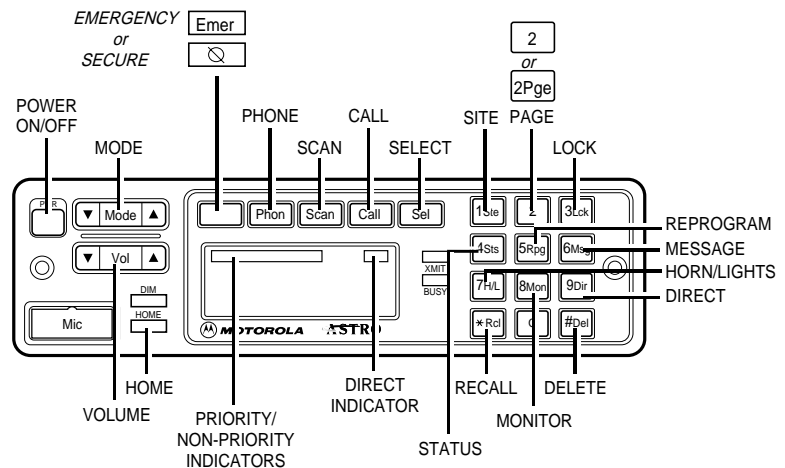 EMERGENCY
or
SECURE
Emer
2
or
2Pge
POWER
ON/OFF
MODE
PHONE
SCAN
CALL
SELECT
SITE
PAGE
LOCK
PWR
Mode
Phon
Scan
Call
Sel
1Ste
2
3Lck
Vol
4Sts
5Rpg
6Msg
REPROGRAM
MESSAGE
HORN/LIGHTS
DIRECT
XMIT
BUSY
7H/L
8Mon
9Dir
DIM
HOME
Mic
MOTOROLA
ASTRO
*Rcl
0
#Del
HOME
VOLUME
PRIORITY/
NON-PRIORITY
INDICATORS
DIRECT
INDICATOR
STATUS
RECALL
MONITOR
DELETE